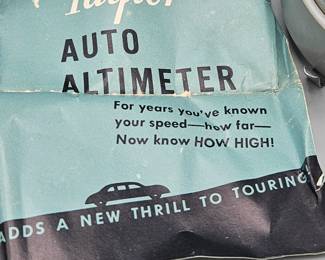 Taylor
AUTO
ALTIMETER
For years you've known
your speed—how far—
Now know HOW HIGH!
ADDS A NEW THRILL TO TOURING